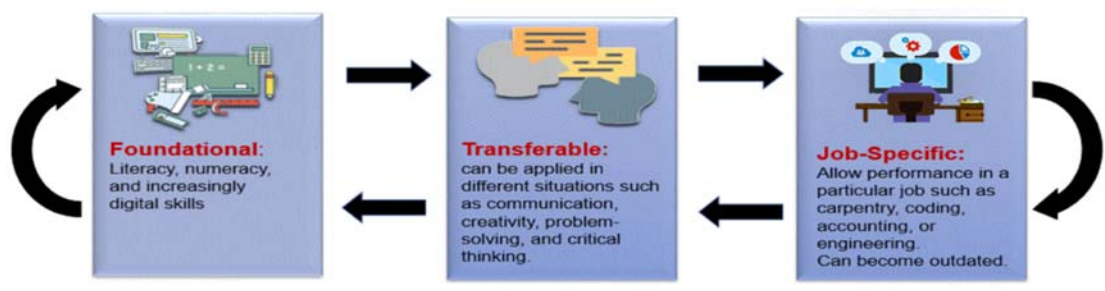 1 + 2 =
Foundational:
Literacy, numeracy,
and increasingly
digital skills
Transferable:
can be applied in
different situations such
as communication,
creativity, problem-
solving, and critical
thinking.
Job-Specific:
Allow performance in a
particular job such as
carpentry, coding,
accounting, or
engineering.
Can become outdated.